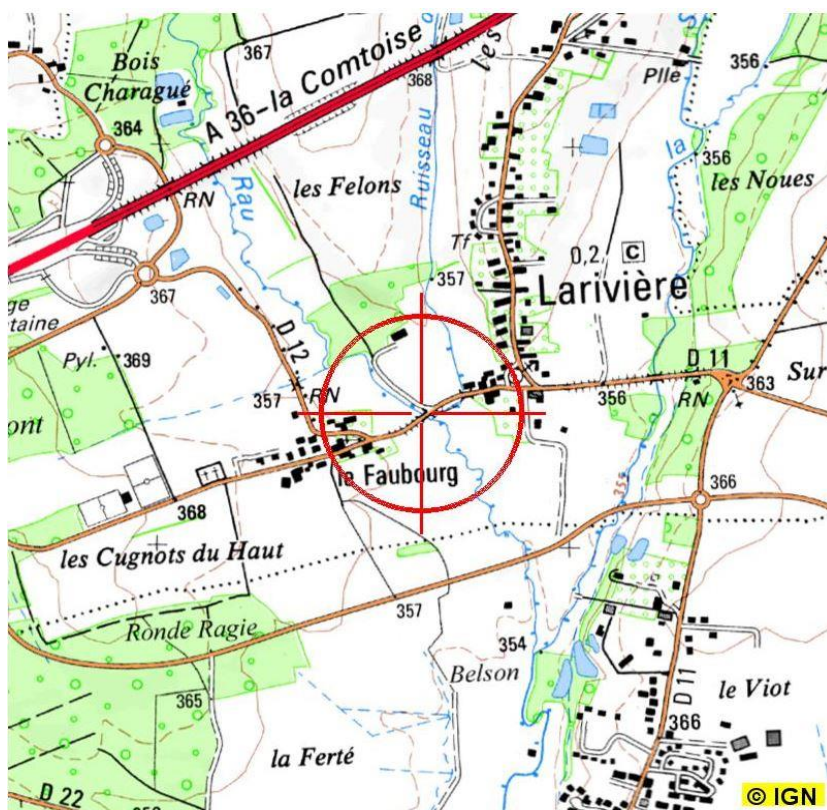 367
Bois
Charagué
A 36-la Comtoise
368
les
Plle
356
364
Ruisseau
la
356
les Noues
RN
Rau
les Felons
Tf
0,2
C
367
357
Larivière
taine
D 12
Pyl.
369
D 11
363
Sur
357
RN
356
RN
ont
le Faubourg
366
368
355
les Cugnots du Haut
357
Ronde Ragie
354
Belson
D 11
le Viot
365
366
la Ferté
D 22
© IGN